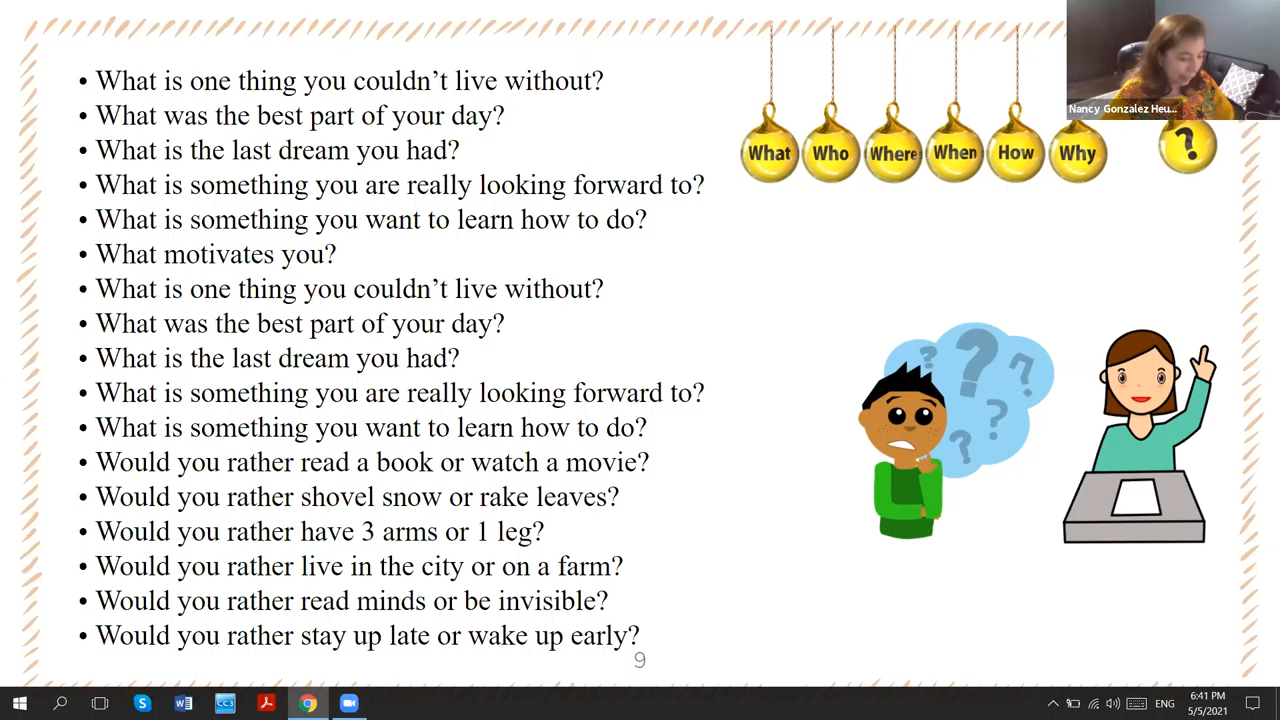 • What is one thing you couldn’t live without?
• What was the best part of your day?
• What is the last dream you had?
• What is something you are really looking forward to?
• What is something you want to learn how to do?
• What motivates you?
• What is one thing you couldn’t live without?
• What was the best part of your day?
• What is the last dream you had?
• What is something you are really looking forward to?
• What is something you want to learn how to do?
• Would you rather read a book or watch a movie?
• Would you rather shovel snow or rake leaves?
• Would you rather have 3 arms or 1 leg?
• Would you rather live in the city or on a farm?
• Would you rather read minds or be invisible?
• Would you rather stay up late or wake up early?
9
What Who Where When How Why ?
Nancy Gonzalez Heu...
? ? ? ? ?
CC3
ENG
6:41 PM
5/5/2021